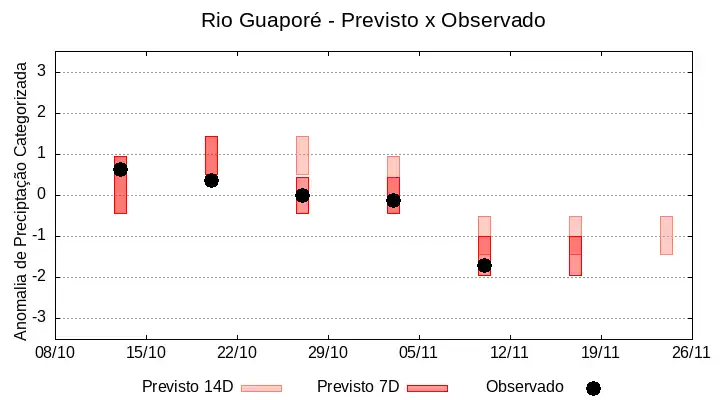 Rio Guaporé - Previsto x Observado
Anomalia de Preciptação Categorizada
3
2
1
0
-1
-2
-3
08/10 15/10 22/10 29/10 05/11 12/11 19/11 26/11
Previsto 14D Previsto 7D Observado